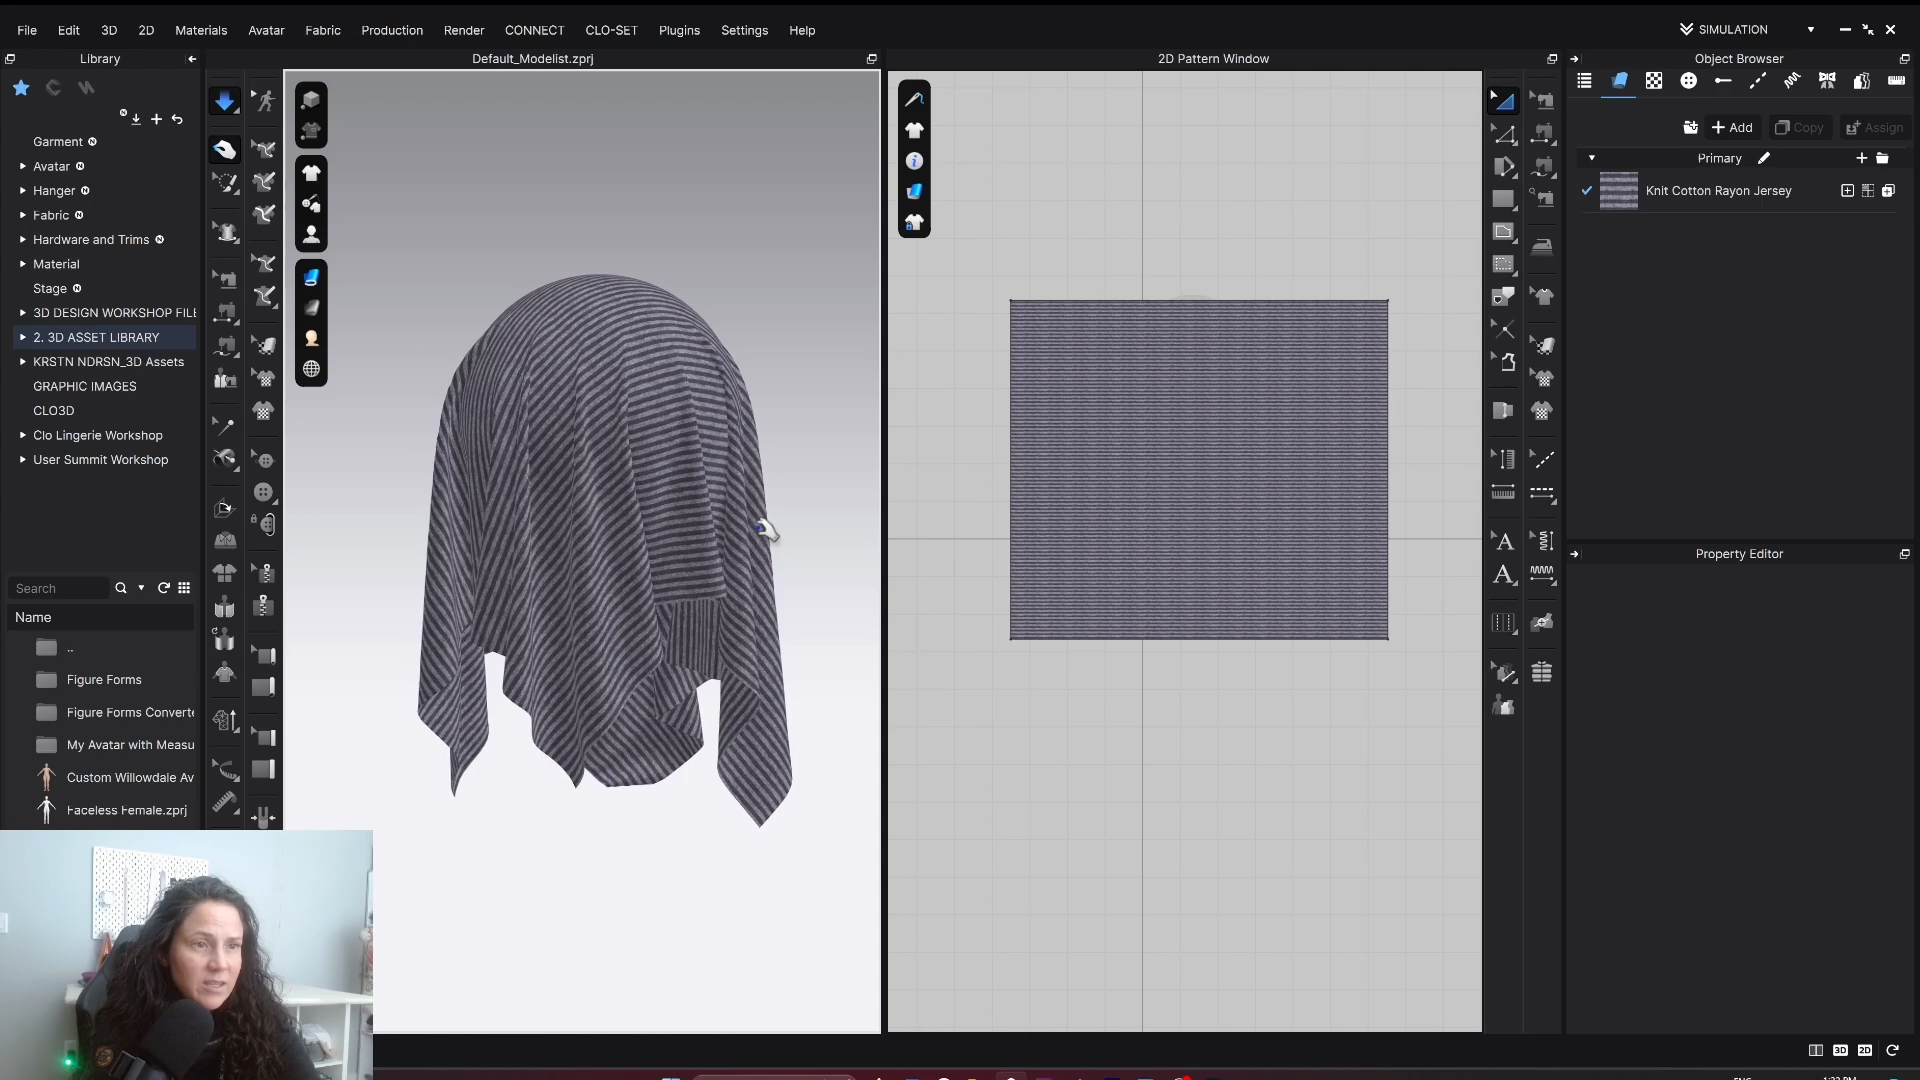 File Edit 3D 2D Materials Avatar Fabric Production Render CONNECT CLO-SET Plugins Settings Help
SIMULATION
Library
Default_Modelist.zprj
2D Pattern Window
Object Browser
Add Copy Assign
Primary
Knit Cotton Rayon Jersey
Garment N
Avatar N
Hanger N
Fabric N
Hardware and Trims N
Material
Stage N
3D DESIGN WORKSHOP FILE
2. 3D ASSET LIBRARY
KRSTN NDRSN_3D Assets
GRAPHIC IMAGES
CLO3D
Clo Lingerie Workshop
User Summit Workshop
Property Editor
Search
Name
..
Figure Forms
Figure Forms Converte
My Avatar with Measu
Custom Willowdale Av
Faceless Female.zprj
A
A
3D 2D